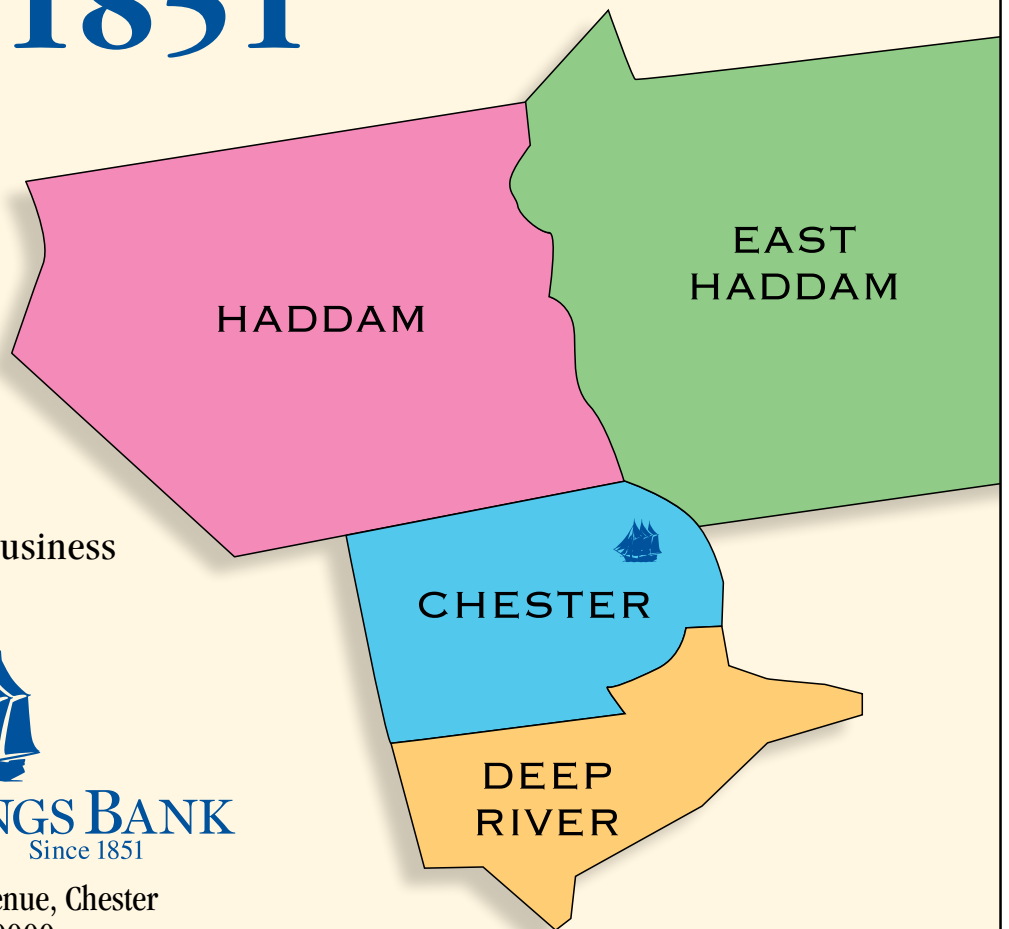 1851
HADDAM
EAST
HADDAM
usiness
CHESTER
DEEP
RIVER
NGS BANK
Since 1851
enue, Chester